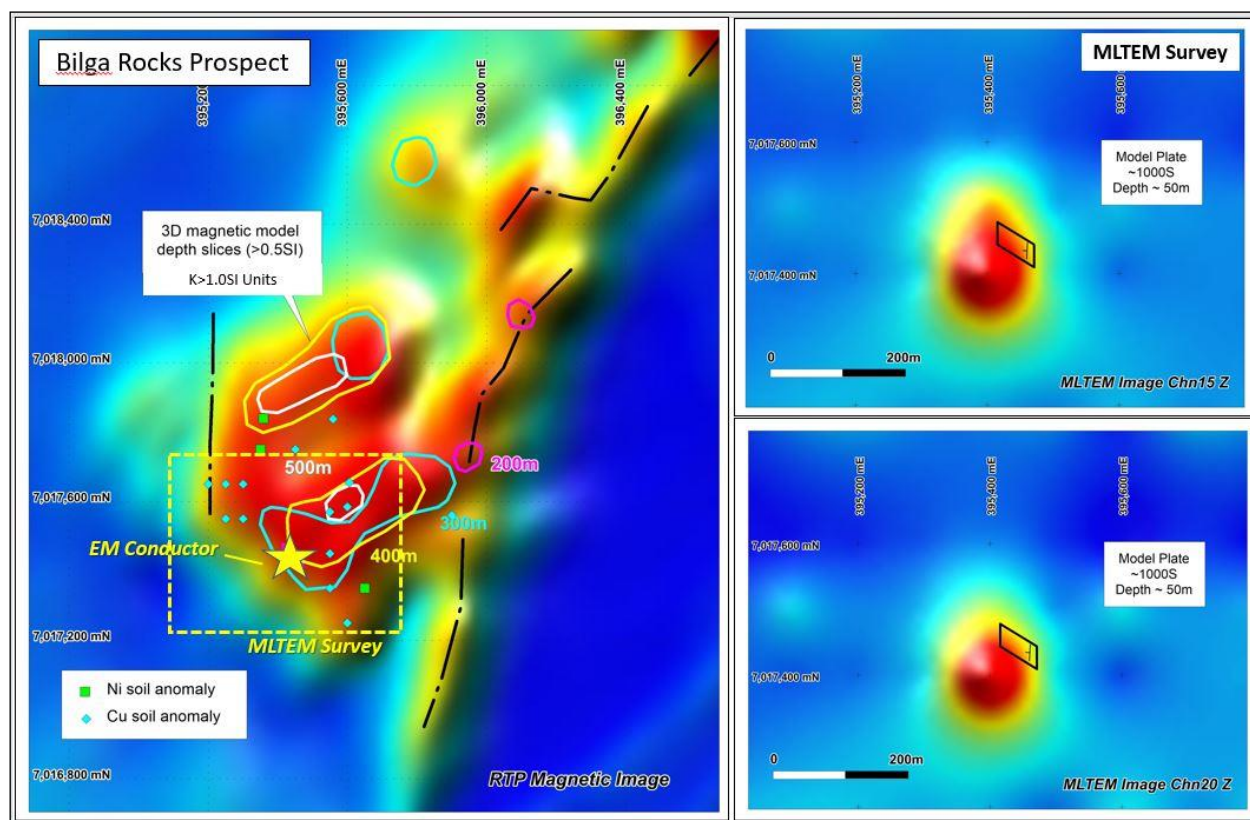 Bilga Rocks Prospect
395,200 mE
395,600 mE
396,000 mE
396,400 mE
7,018,400 mN
3D magnetic model
depth slices (>0.5SI)
K>1.0SI Units
7,018,000 mN
500m
200m
7,017,600 mN
300m
EM Conductor
400m
7,017,200 mN
MLTEM Survey
Ni soil anomaly
Cu soil anomaly
7,016,800 mN
RTP Magnetic Image
MLTEM Survey
395,200 mE
395,400 mE
395,600 mE
7,017,600 mN
Model Plate
~1000S
Depth ~ 50m
7,017,400 mN
0
200m
MLTEM Image Chn15 Z
395,200 mE
395,400 mE
395,600 mE
7,017,600 mN
Model Plate
~1000S
Depth ~ 50m
7,017,400 mN
0
200m
MLTEM Image Chn20 Z